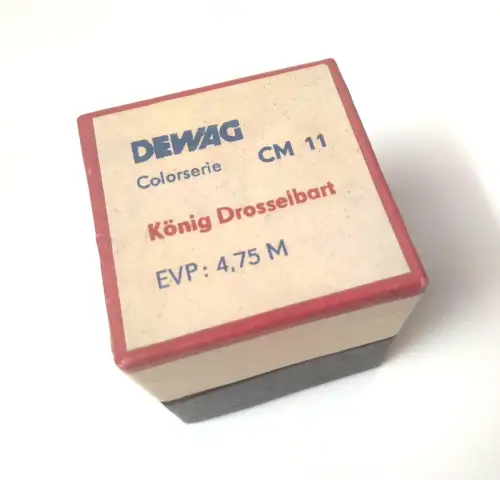 DEWAG
Colorserie CM 11
König Drosselbart
EVP: 4,75 M